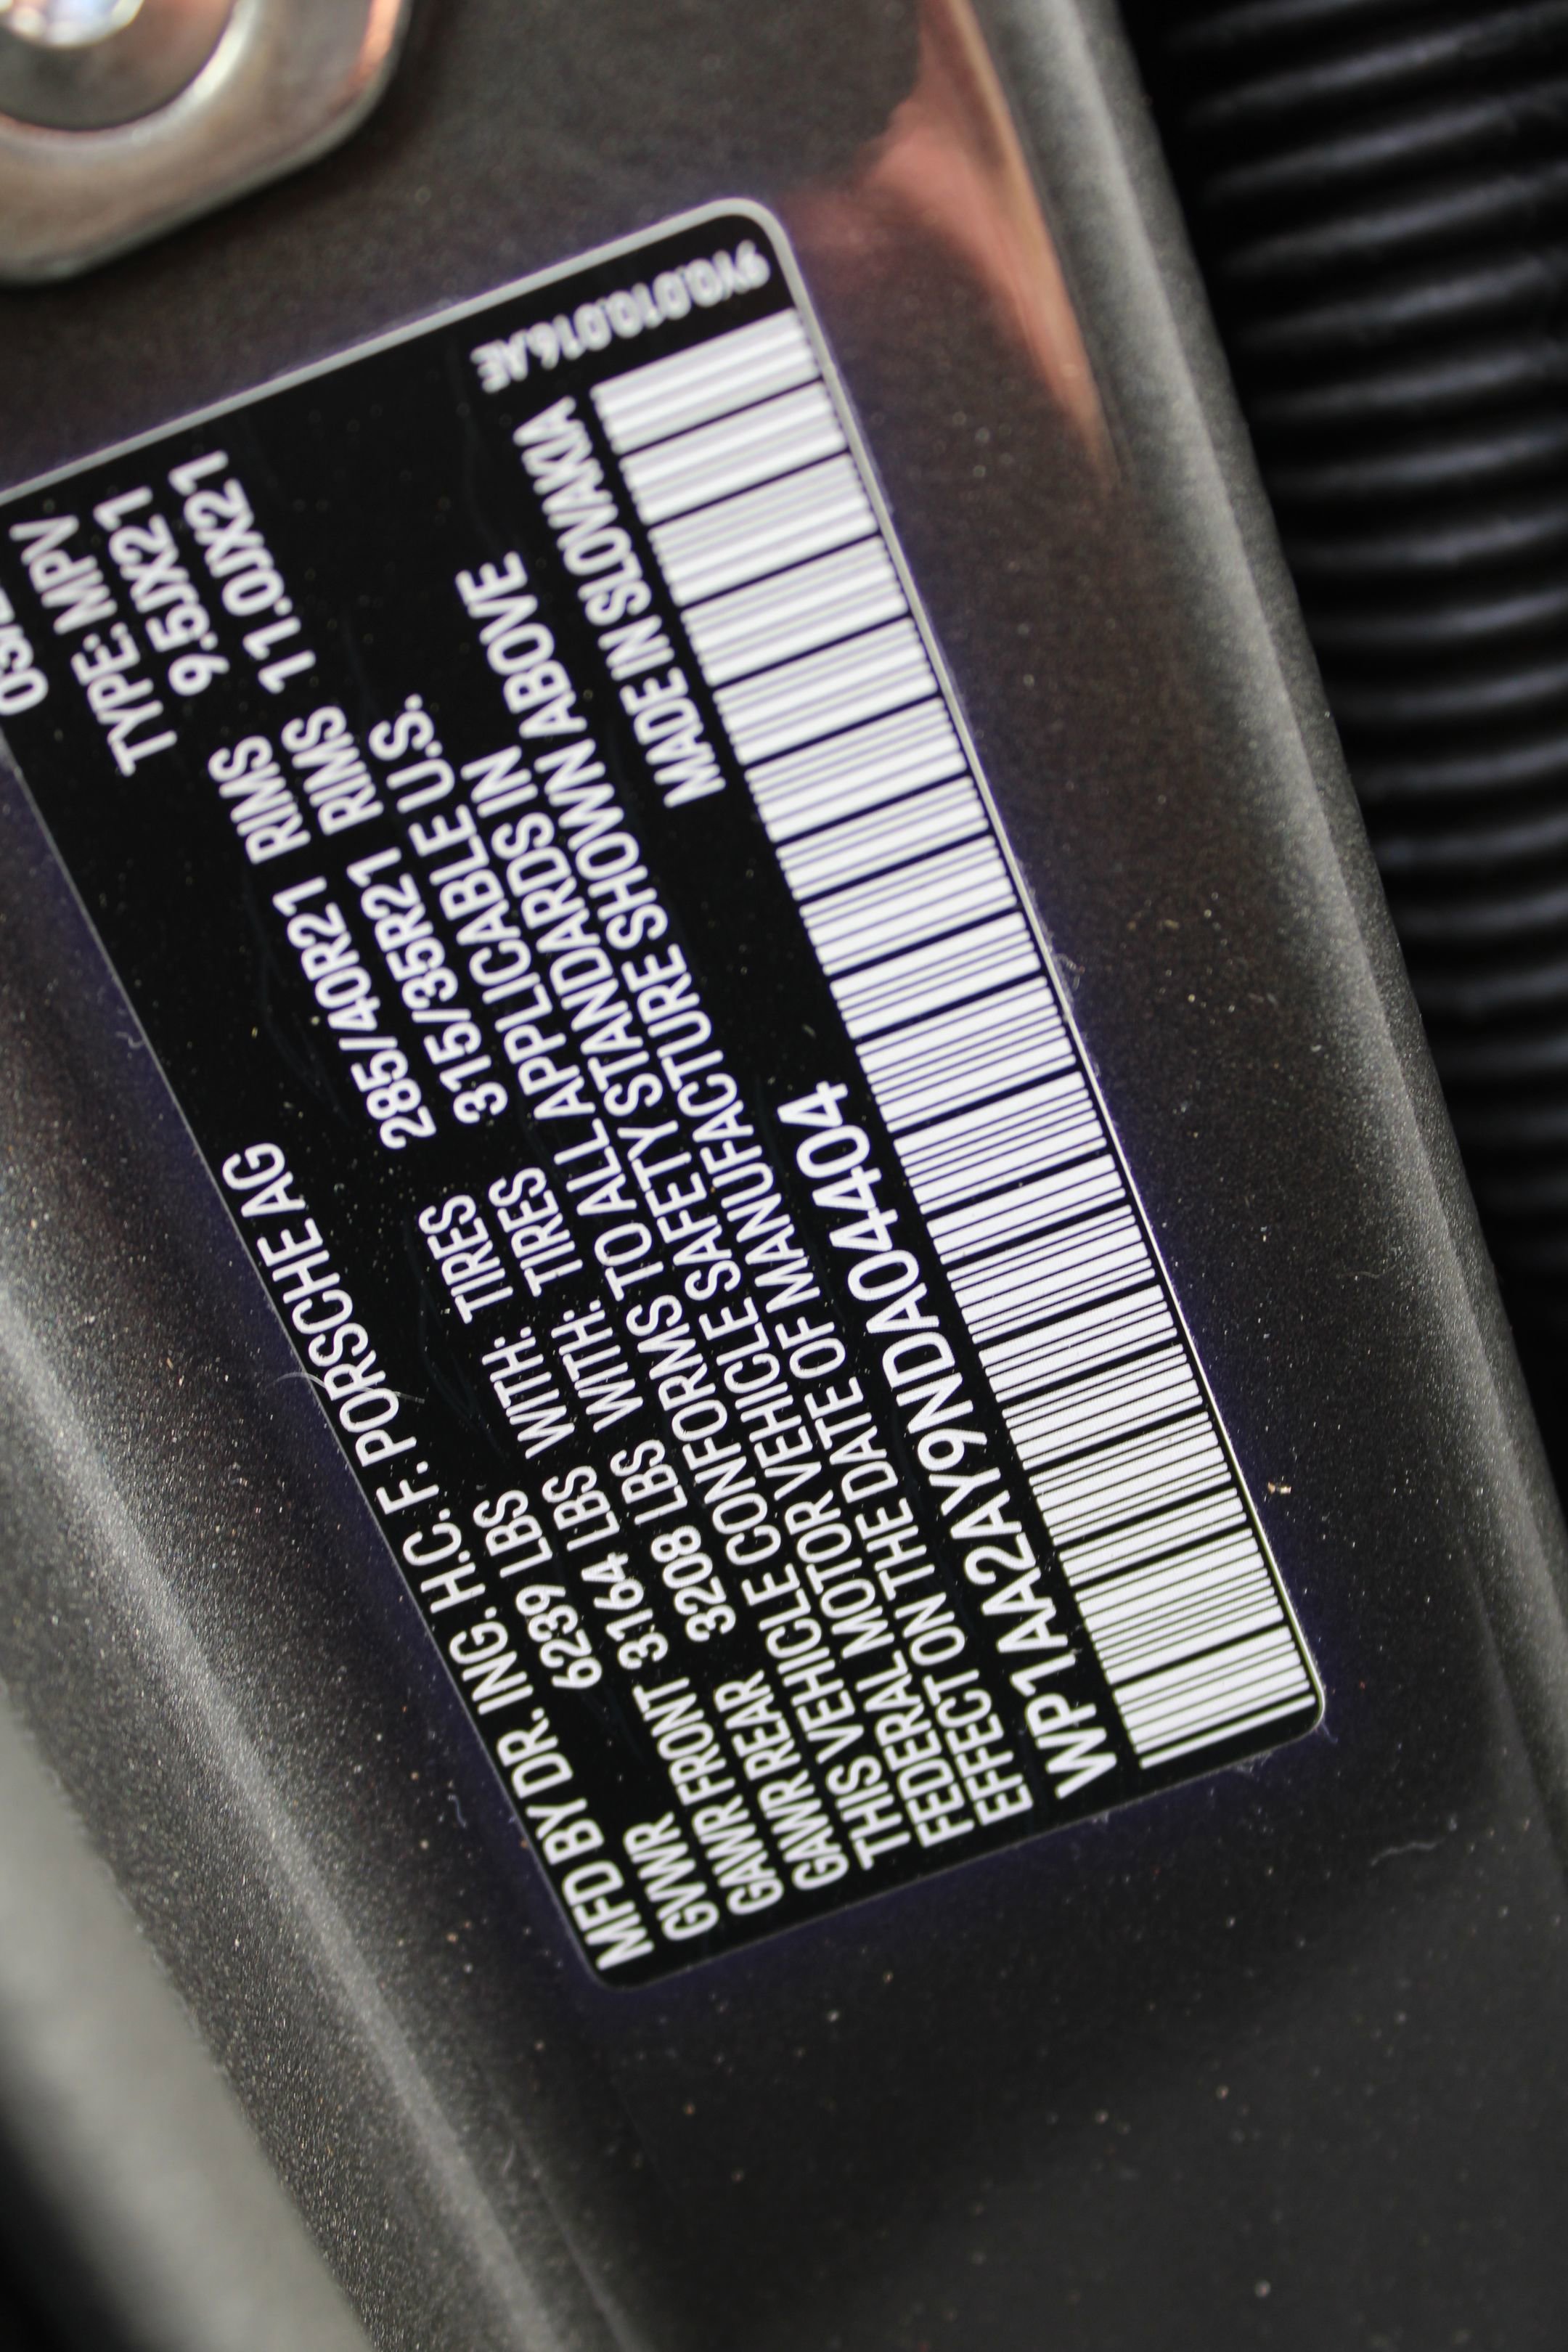 MFD BY DR. ING. H.C. F. PORSCHE AG
GVWR 6239 LBS TYPE: MPV
GAWR FRONT 3164 LBS WITH: TIRES 285/40R21 RIMS 9.5JX21
GAWR REAR 3208 LBS WITH: TIRES 315/35R21 RIMS 11.0JX21
THIS VEHICLE CONFORMS TO ALL APPLICABLE U.S.
FEDERAL MOTOR VEHICLE SAFETY STANDARDS IN
EFFECT ON THE DATE OF MANUFACTURE SHOWN ABOVE
WP1AA2AY9NDA04404 MADE IN SLOVAKIA
9Y0.010.016.AE